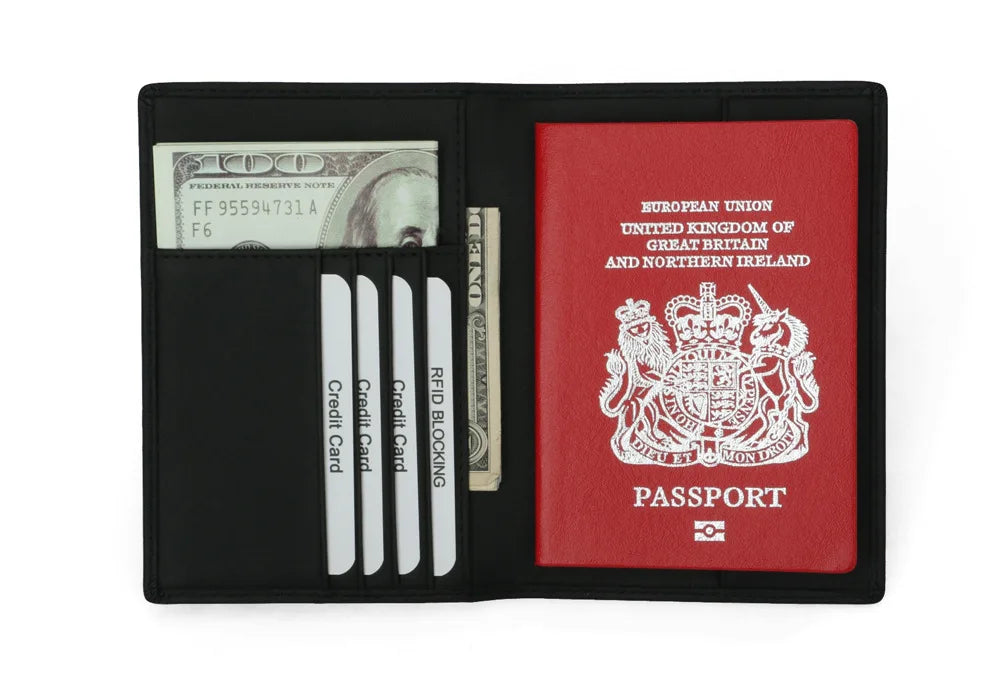 100
FEDERAL RESERVE NOTE
FF 95594731 A
F6
Credit Card
Credit Card
Credit Card
RFID BLOCKING
ONE
EUROPEAN UNION
UNITED KINGDOM OF
GREAT BRITAIN
AND NORTHERN IRELAND
DIEU ET MON DROIT
PASSPORT